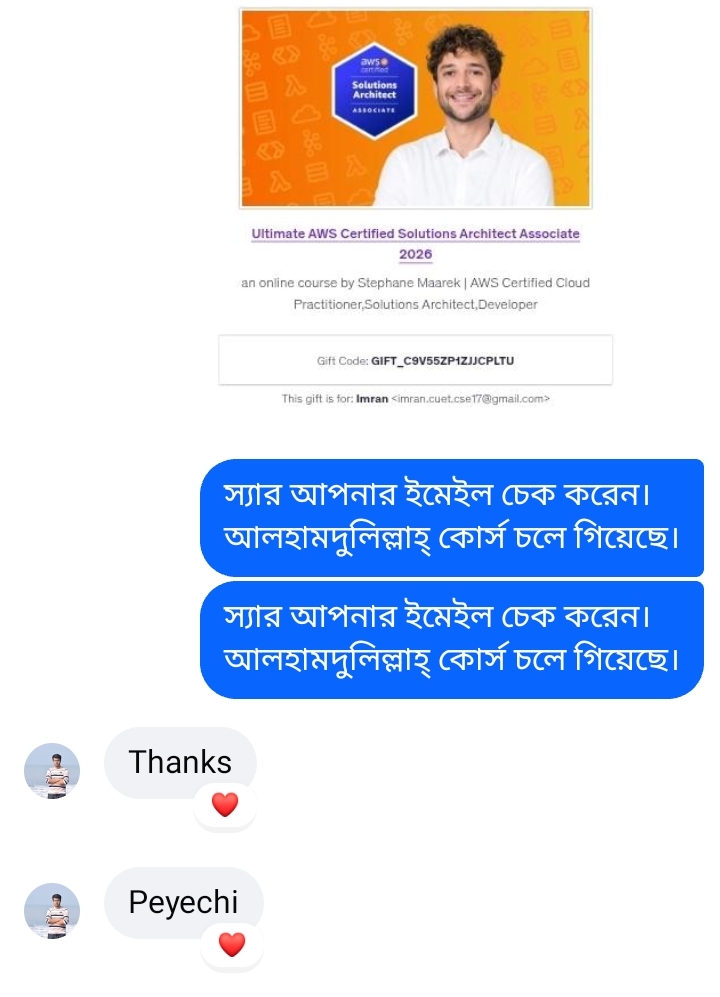 aws
certified
Solutions
Architect
ASSOCIATE
Ultimate AWS Certified Solutions Architect Associate
2026
an online course by Stephane Maarek | AWS Certified Cloud
Practitioner,Solutions Architect,Developer
Gift Code: GIFT_C9V55ZP1ZJJCPLTU
This gift is for: Imran <imran.cuet.cse17@gmail.com>
স্যার আপনার ইমেইল চেক করেন।
আলহামদুলিল্লাহ্ কোর্স চলে গিয়েছে।
স্যার আপনার ইমেইল চেক করেন।
আলহামদুলিল্লাহ্ কোর্স চলে গিয়েছে।
Thanks
Peyechi